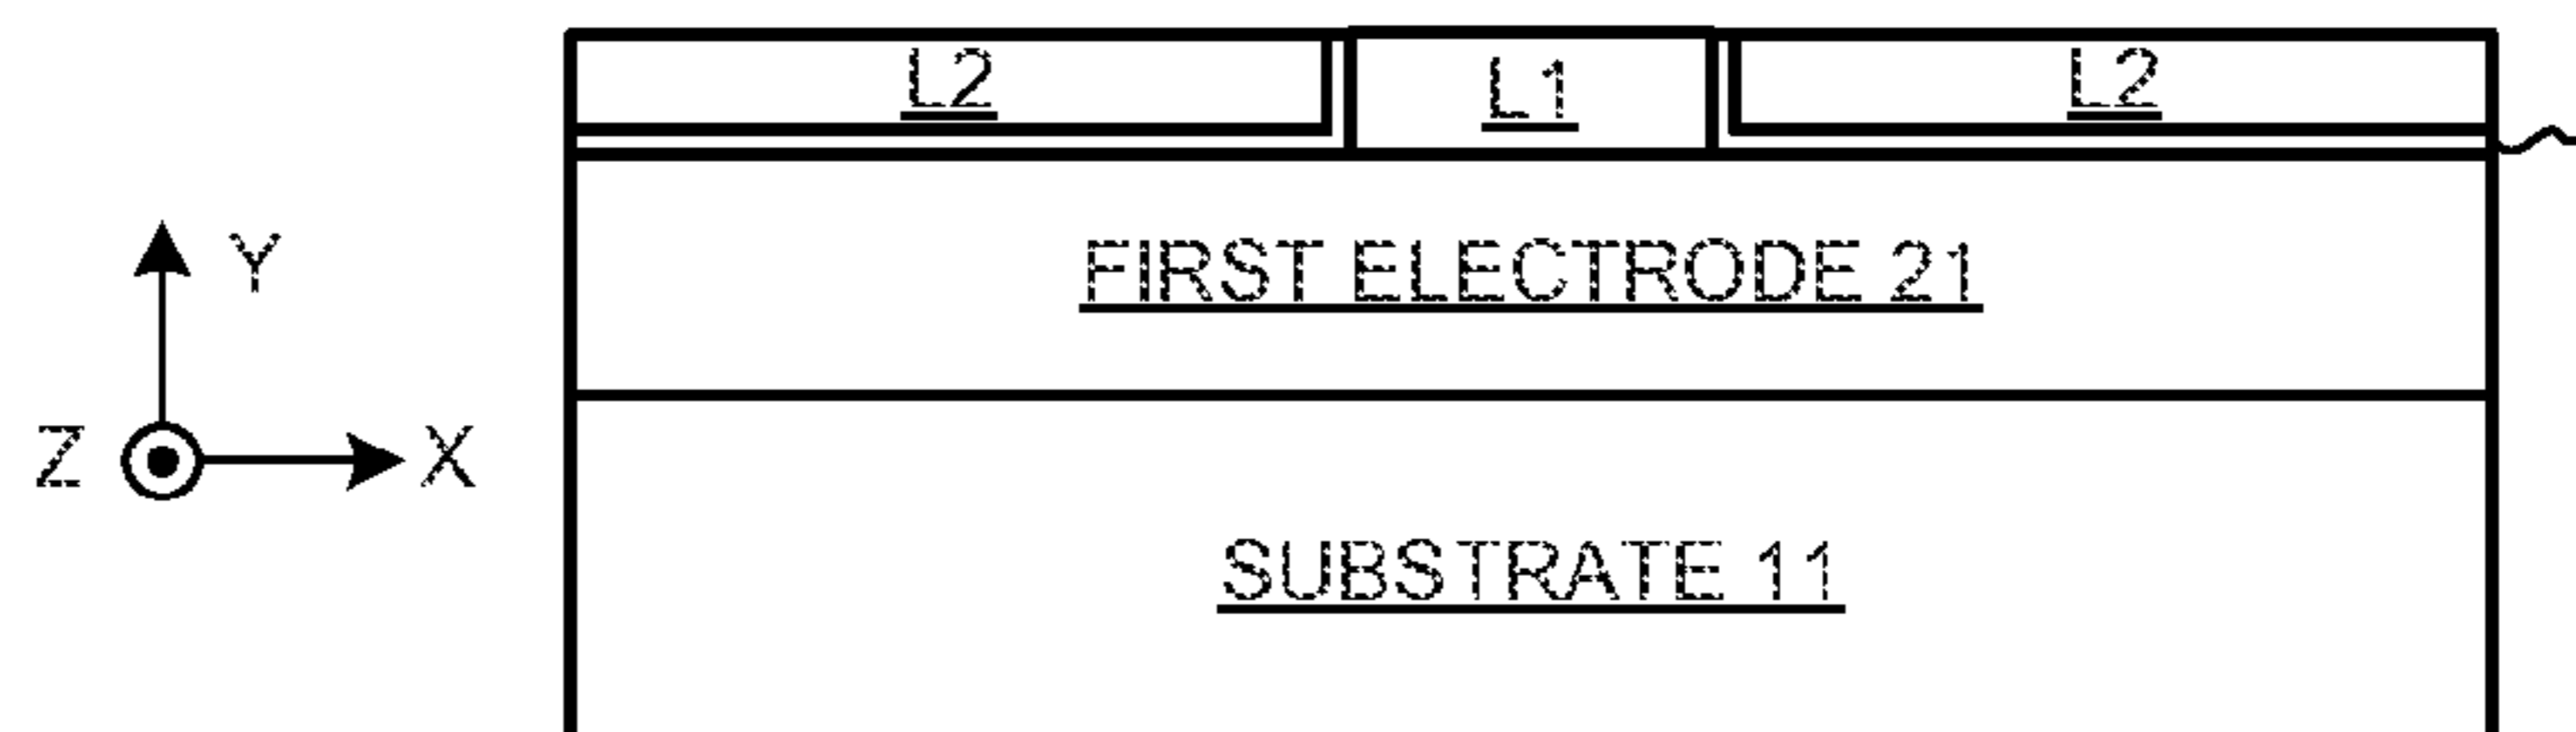 L2 L1 L2
Y
FIRST ELECTRODE 21
Z X
SUBSTRATE 11